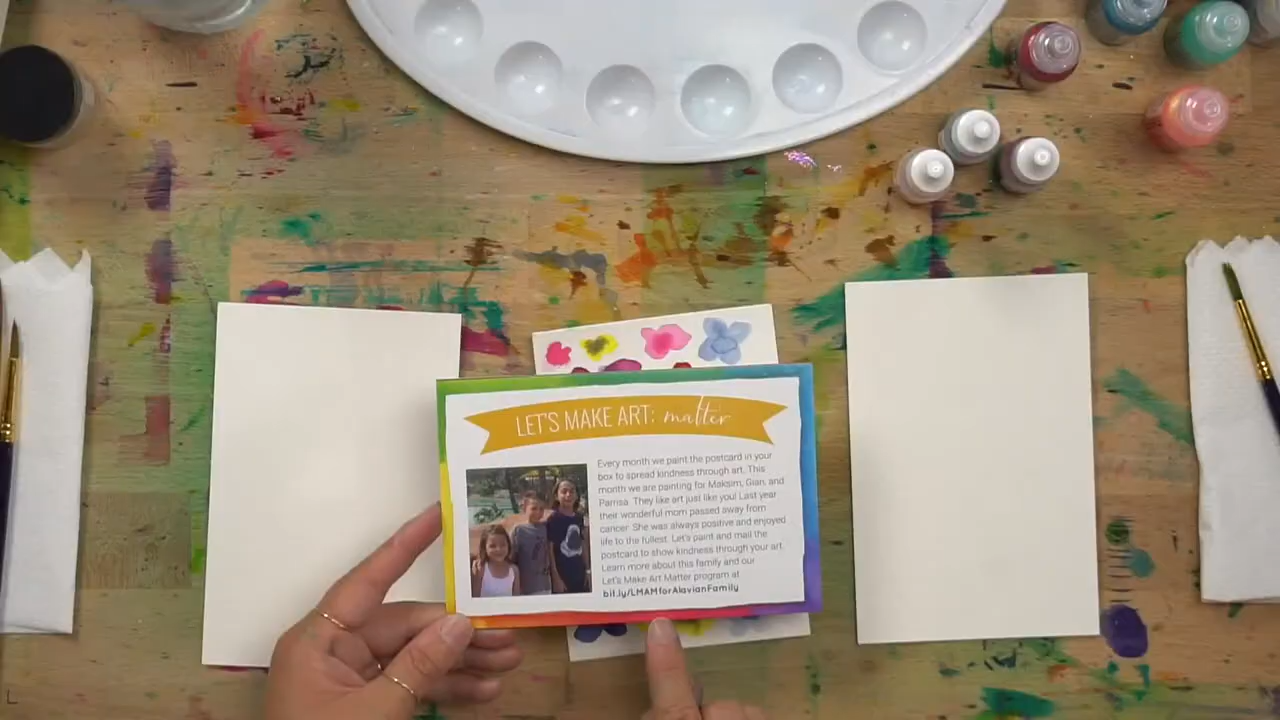 LET'S MAKE ART: matter
Every month we paint the postcard in your
box to spread kindness through art. This
month we are painting for Maksim, Gian, and
Parrisa. They like art just like you! Last year
their wonderful mom passed away from
cancer. She was always positive and enjoyed
life to the fullest. Let's paint and mail the
postcard to show kindness through your art.
Learn more about this family and our
Let's Make Art Matter program at
bit.ly/LMAMforAlavianFamily